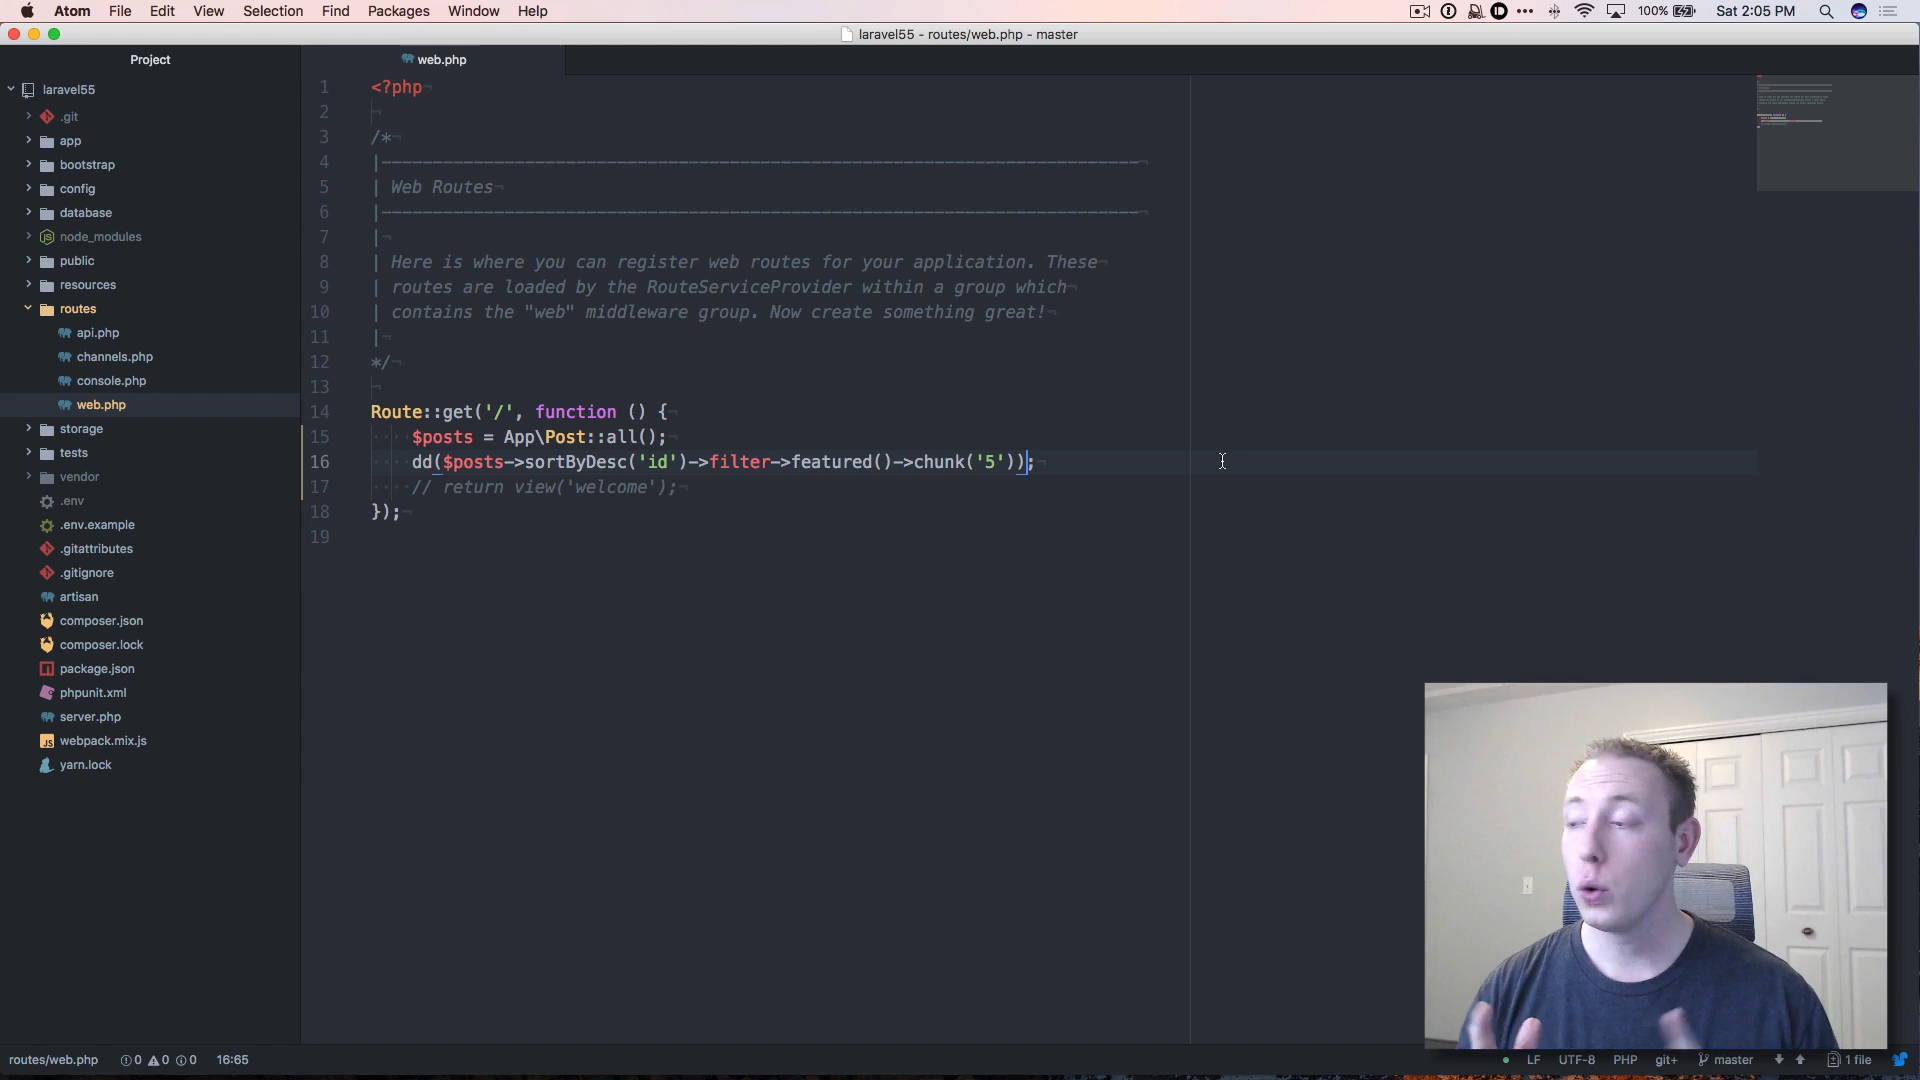 Atom File Edit View Selection Find Packages Window Help 100% Sat 2:05 PM
laravel55 - routes/web.php - master
Project
web.php
laravel55
.git
app
bootstrap
config
database
node_modules
public
resources
routes
api.php
channels.php
console.php
web.php
storage
tests
vendor
.env
.env.example
.gitattributes
.gitignore
artisan
composer.json
composer.lock
package.json
phpunit.xml
server.php
webpack.mix.js
yarn.lock
1 <?php
2
3 /*
4 |--------------------------------------------------------------------------
5 | Web Routes
6 |--------------------------------------------------------------------------
7 |
8 | Here is where you can register web routes for your application. These
9 | routes are loaded by the RouteServiceProvider within a group which
10 | contains the "web" middleware group. Now create something great!
11 |
12 */
13
14 Route::get('/', function () {
15 $posts = App\Post::all();
16 dd($posts->sortByDesc('id')->filter->featured()->chunk('5'));
17 // return view('welcome');
18 });
19
routes/web.php 0 0 0 16:65 LF UTF-8 PHP git+ master 1 file